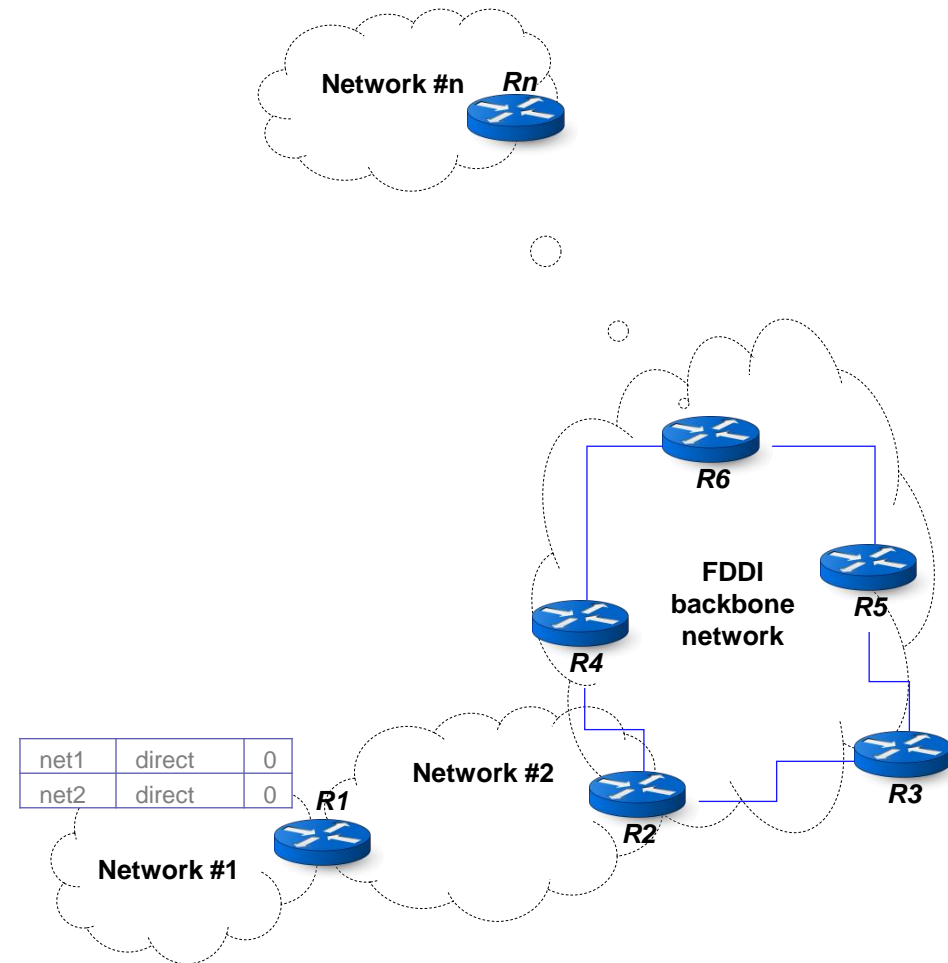 Network #n
Rn
R6
FDDI
backbone
network
R5
R4
net1 direct 0
net2 direct 0
Network #2
R1
R2
R3
Network #1